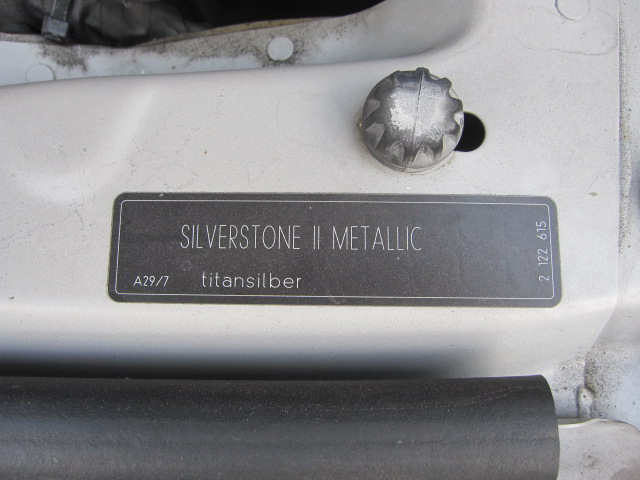 SILVERSTONE II METALLIC
A29/7 titansilber
2 122 615